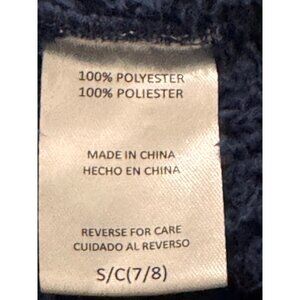 100% POLYESTER
100% POLIESTER
MADE IN CHINA
HECHO EN CHINA
REVERSE FOR CARE
CUIDADO AL REVERSO
S/C(7/8)